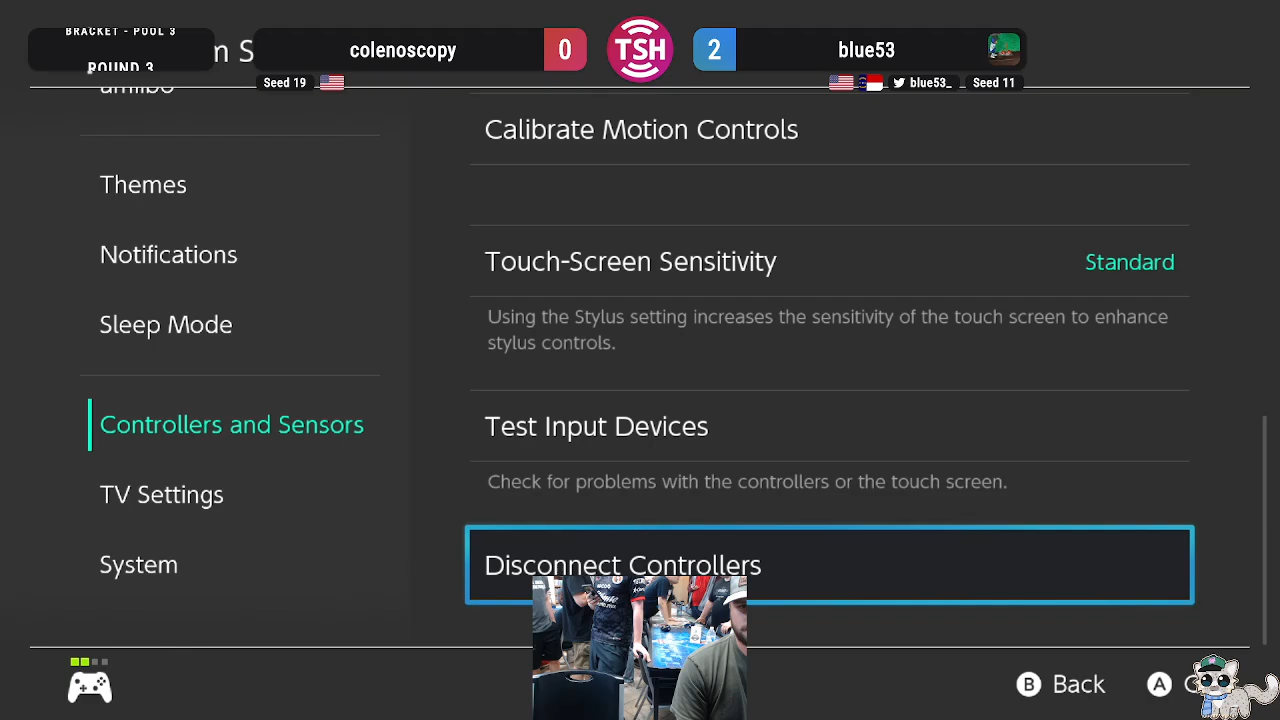 BRACKET - POOL 3
ROUND 3
colenoscopy
0
TSH
2
blue53
Seed 19
blue53_
Seed 11
m S
amiibo
Themes
Notifications
Sleep Mode
Controllers and Sensors
TV Settings
System
Calibrate Motion Controls
Touch-Screen Sensitivity
Standard
Using the Stylus setting increases the sensitivity of the touch screen to enhance
stylus controls.
Test Input Devices
Check for problems with the controllers or the touch screen.
Disconnect Controllers
B Back
A